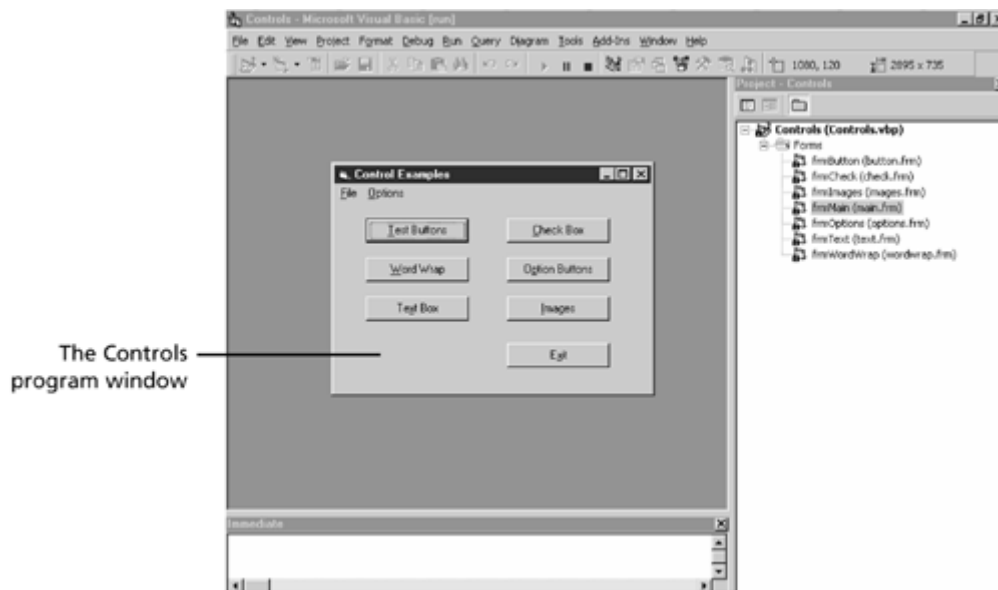 Controls - Microsoft Visual Basic [run]
File Edit View Project Format Debug Run Query Diagram Tools Add-Ins Window Help
1080, 120 2895 x 735
Project - Controls
Controls (Controls.vbp)
Forms
frmButton (button.frm)
frmCheck (check.frm)
frmImages (images.frm)
frmMain (main.frm)
frmOptions (options.frm)
frmText (text.frm)
frmWordWrap (wordwrap.frm)
Control Examples
File Options
Test Buttons Check Box
Word Wrap Option Buttons
Text Box Images
Exit
The Controls
program window
Immediate